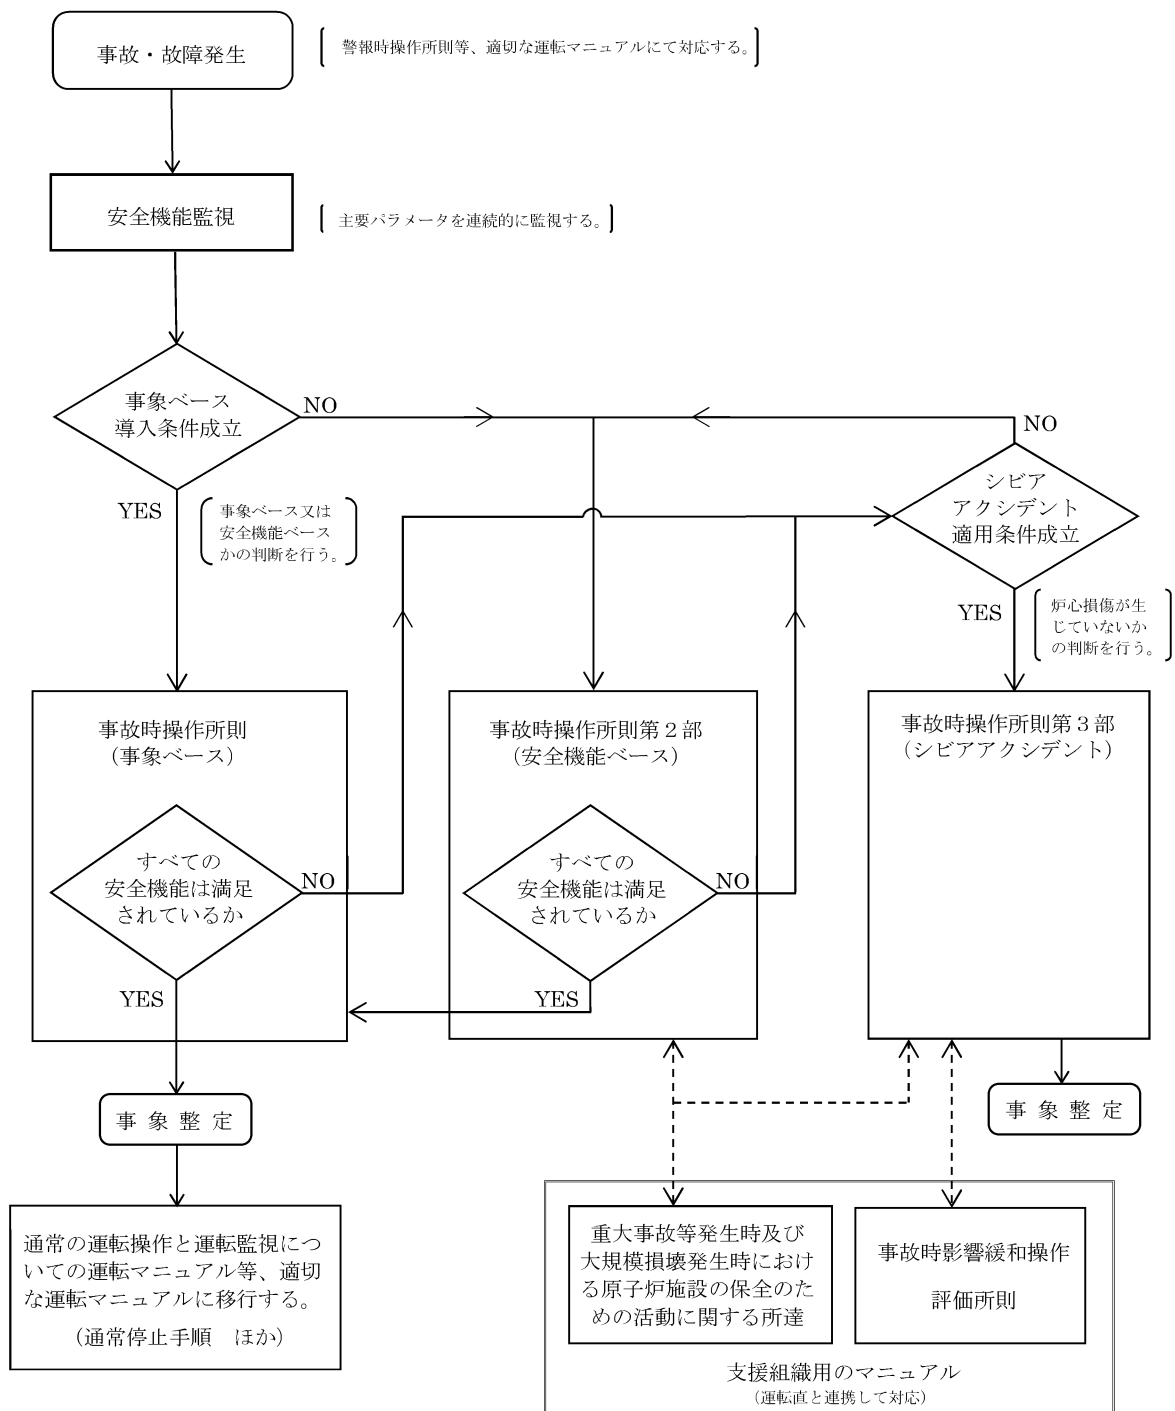 事故・故障発生
警報時操作所則等、適切な運転マニュアルにて対応する。
安全機能監視
主要パラメータを連続的に監視する。
事象ベース
導入条件成立
NO
YES
事象ベース又は
安全機能ベース
かの判断を行う。
NO
シビア
アクシデント
適用条件成立
YES
炉心損傷が生
じていないか
の判断を行う。
事故時操作所則
（事象ベース）
すべての
安全機能は満足
されているか
NO
YES
事故時操作所則第２部
（安全機能ベース）
すべての
安全機能は満足
されているか
NO
YES
事故時操作所則第３部
（シビアアクシデント）
事 象 整 定
事 象 整 定
通常の運転操作と運転監視につ
いての運転マニュアル等、適切
な運転マニュアルに移行する。
（通常停止手順　ほか）
重大事故等発生時及び
大規模損壊発生時におけ
る原子炉施設の保全のた
めの活動に関する所達
事故時影響緩和操作
評価所則
支援組織用のマニュアル
（運転直と連携して対応）